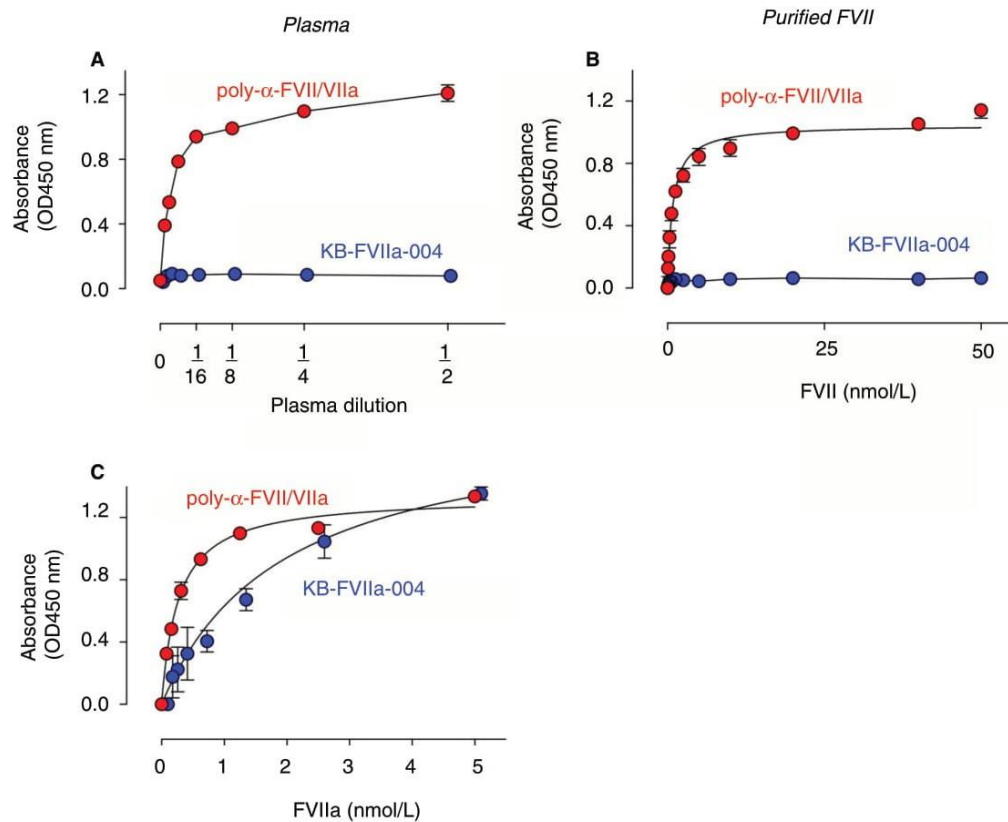 Plasma
Purified FVII
A
poly-α-FVII/VIIa
1.2
0.8
0.4
0.0
Absorbance
(OD450 nm)
KB-FVIIa-004
0
1
16
1
8
1
4
1
2
Plasma dilution
B
poly-α-FVII/VIIa
1.2
0.8
0.4
0.0
Absorbance
(OD450 nm)
KB-FVIIa-004
0
25
50
FVII (nmol/L)
C
poly-α-FVII/VIIa
1.2
0.8
0.4
0.0
Absorbance
(OD450 nm)
KB-FVIIa-004
0
1
2
3
4
5
FVIIa (nmol/L)